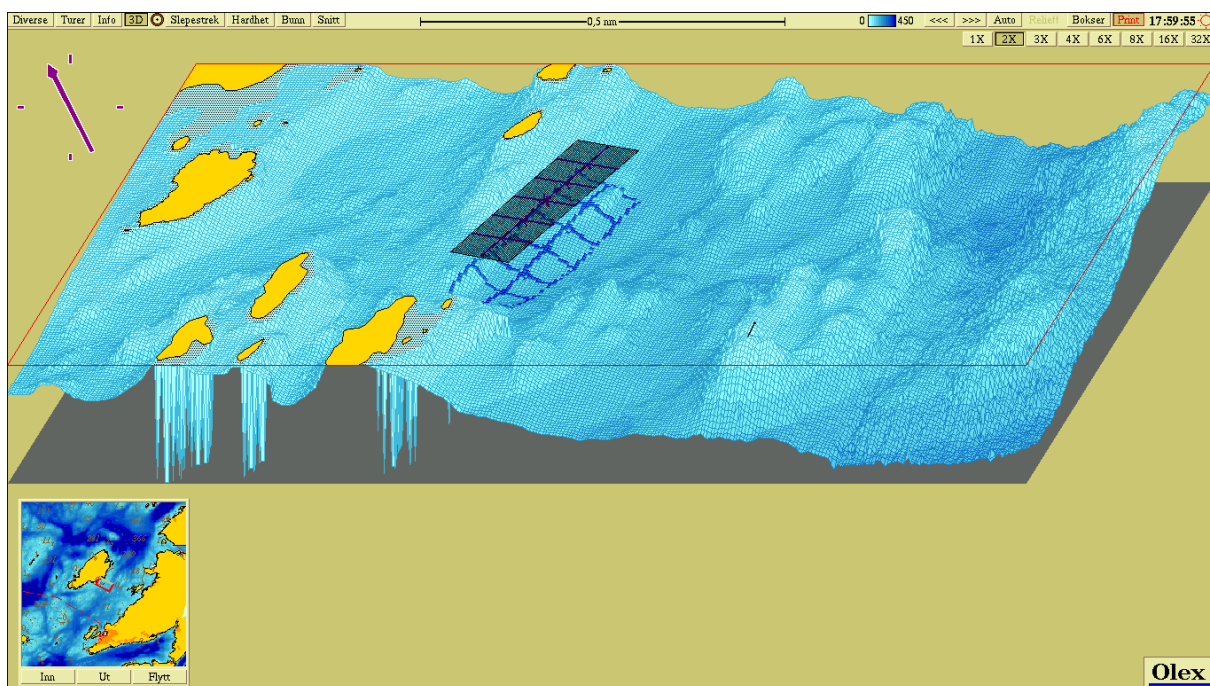 Diverse Turer Info 3D Slepestrek Hardhet Bunn Snitt 0,5 nm 0 450 <<< >>> Auto Relieff Bokser Print 17:59:55
1X 2X 3X 4X 6X 8X 16X 32X
Inn Ut Flytt
Olex